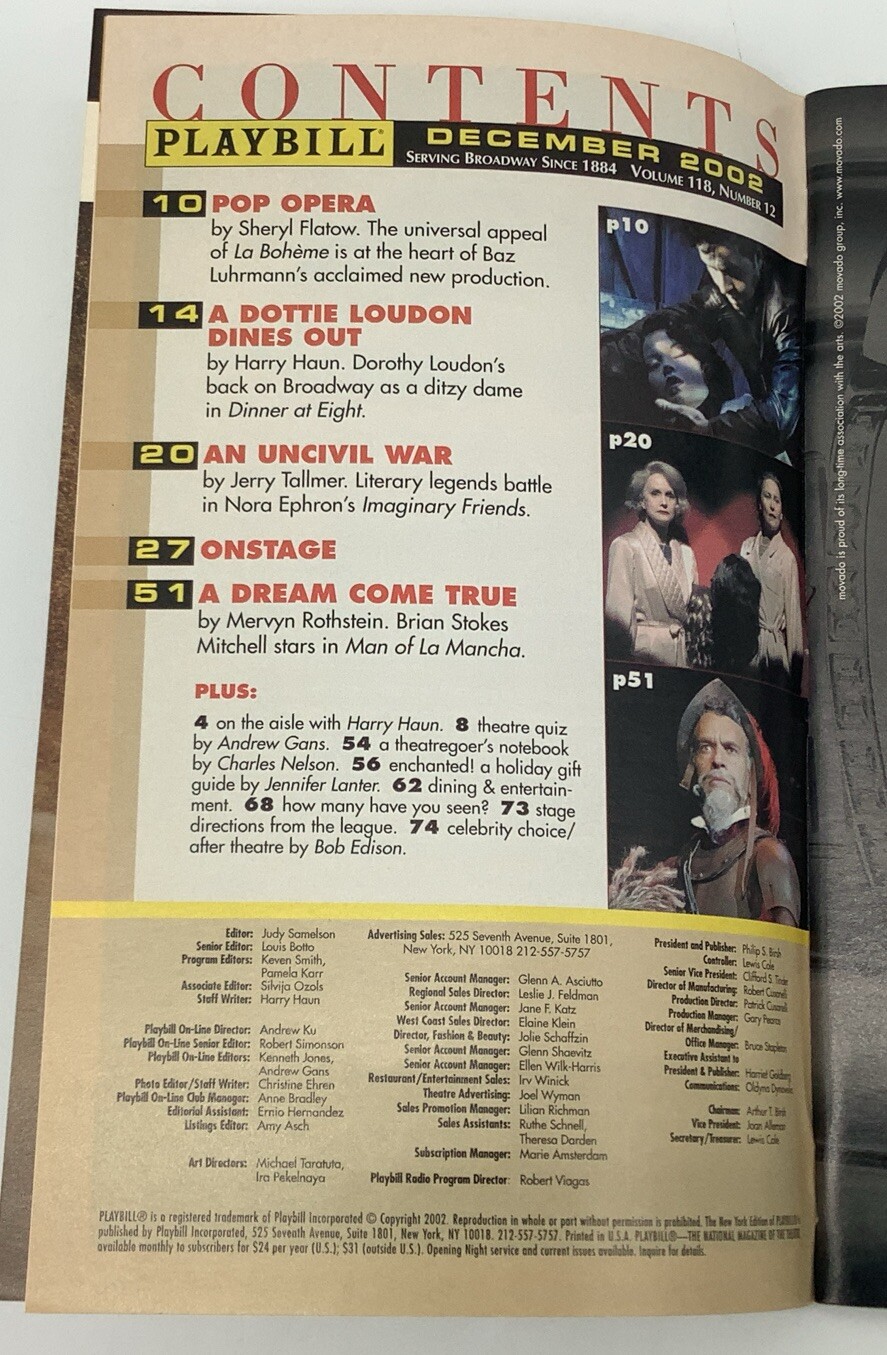 CONTENTS
PLAYBILL®
DECEMBER 2002
SERVING BROADWAY SINCE 1884 VOLUME 118, NUMBER 12
10 POP OPERA
by Sheryl Flatow. The universal appeal
of La Bohème is at the heart of Baz
Luhrmann's acclaimed new production.
14 A DOTTIE LOUDON
DINES OUT
by Harry Haun. Dorothy Loudon's
back on Broadway as a ditzy dame
in Dinner at Eight.
20 AN UNCIVIL WAR
by Jerry Tallmer. Literary legends battle
in Nora Ephron's Imaginary Friends.
27 ONSTAGE
51 A DREAM COME TRUE
by Mervyn Rothstein. Brian Stokes
Mitchell stars in Man of La Mancha.
PLUS:
4 on the aisle with Harry Haun. 8 theatre quiz
by Andrew Gans. 54 a theatregoer's notebook
by Charles Nelson. 56 enchanted! a holiday gift
guide by Jennifer Lanter. 62 dining & entertain-
ment. 68 how many have you seen? 73 stage
directions from the league. 74 celebrity choice/
after theatre by Bob Edison.
p10
p20
p51
Editor: Judy Samelson
Senior Editor: Louis Botto
Program Editors: Keven Smith,
Pamela Karr
Associate Editor: Silvija Ozols
Staff Writer: Harry Haun
Playbill On-Line Director: Andrew Ku
Playbill On-Line Senior Editor: Robert Simonson
Playbill On-Line Editors: Kenneth Jones,
Andrew Gans
Photo Editor/Staff Writer: Christine Ehren
Playbill On-Line Club Manager: Anne Bradley
Editorial Assistant: Ernio Hernandez
Listings Editor: Amy Asch
Art Directors: Michael Taratuta,
Ira Pekelnaya
Advertising Sales: 525 Seventh Avenue, Suite 1801,
New York, NY 10018 212-557-5757
Senior Account Manager: Glenn A. Asciutto
Regional Sales Director: Leslie J. Feldman
Senior Account Manager: Jane F. Katz
West Coast Sales Director: Elaine Klein
Director, Fashion & Beauty: Jolie Schaffzin
Senior Account Manager: Glenn Shaevitz
Senior Account Manager: Ellen Wilk-Harris
Restaurant/Entertainment Sales: Irv Winick
Theatre Advertising: Joel Wyman
Sales Promotion Manager: Lilian Richman
Sales Assistants: Ruthe Schnell,
Theresa Darden
Subscription Manager: Marie Amsterdam
Playbill Radio Program Director: Robert Viagas
President and Publisher: Philip S. Birsh
Controller: Lewis Cole
Senior Vice President: Clifford S.
Director of Manufacturing: Robert
Production Director: Patrick
Production Manager: Gary Pearce
Director of Merchandising/
Office Manager: Bruce Stapleton
Executive Assistant to
President & Publisher: Harriet
Communications: Oldyna
Chairman: Arthur T. Birsh
Vice President: Joan Alleman
Secretary/Treasurer: Lewis Cole
PLAYBILL® is a registered trademark of Playbill Incorporated © Copyright 2002. Reproduction in whole or part without permission is prohibited. The New York Edition of PLAYBILL® is
published by Playbill Incorporated, 525 Seventh Avenue, Suite 1801, New York, NY 10018. 212-557-5757. Printed in U.S.A. PLAYBILL®—THE NATIONAL MAGAZINE OF THE THEATRE
available monthly to subscribers for $24 per year (U.S.); $31 (outside U.S.). Opening Night service and current issues available. Inquire for details.
movado is proud of its long-time association with the arts. ©2002 movado group, inc. www.movado.com